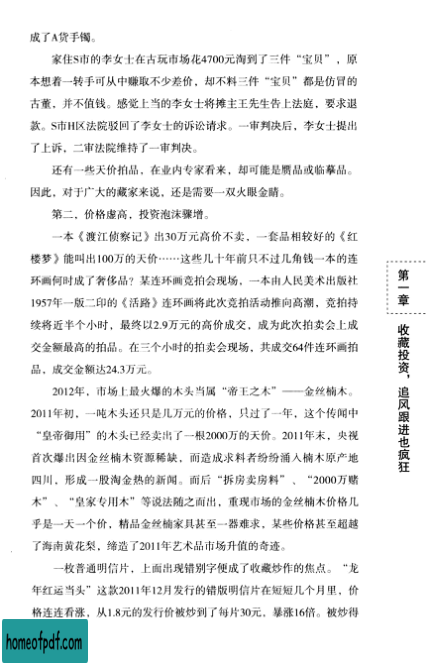 成了A货手镯。
家住S市的李女士在古玩市场花4700元淘到了三件“宝贝”，原
本想着一转手可从中赚取不少差价，却不料三件“宝贝”都是仿冒的
古董，并不值钱。感觉上当的李女士将摊主王先生告上法庭，要求退
款。S市H区法院驳回了李女士的诉讼请求。一审判决后，李女士提出
了上诉，二审法院维持了一审判决。
还有一些天价拍品，在业内专家看来，却可能是赝品或临摹品。
因此，对于广大的藏家来说，还是需要一双火眼金睛。
第二，价格虚高，投资泡沫骤增。
一本《渡江侦察记》出30万元高价不卖，一套品相较好的《红
楼梦》能叫出100万的天价……这些几十年前只不过几角钱一本的连
环画何时成了奢侈品？某连环画竞拍会现场，一本由人民美术出版社
1957年一版二印的《活路》连环画将此次竞拍活动推向高潮，竞拍持
续将近半个小时，最终以2.9万元的高价成交，成为此次拍卖会上成
交金额最高的拍品。在三个小时的拍卖会现场，共成交64件连环画拍
品，成交金额达24.3万元。
2012年，市场上最火爆的木头当属“帝王之木”——金丝楠木。
2011年初，一吨木头还只是几万元的价格，只过了一年，这个传闻中
“皇帝御用”的木头已经卖出了一根2000万的天价。2011年末，央视
首次爆出因金丝楠木资源稀缺，而造成求料者纷纷涌入楠木原产地
四川，形成一股淘金热的新闻。而后“拆房卖房料”、“2000万赌
木”、“皇家专用木”等说法随之而出，重现市场的金丝楠木价格几
乎是一天一个价，精品金丝楠家具甚至一器难求，某些价格甚至超越
了海南黄花梨，缔造了2011年艺术品市场升值的奇迹。
一枚普通明信片，上面出现错别字便成了收藏炒作的焦点。“龙
年红运当头”这款2011年12月发行的错版明信片在短短几个月里，价
格连连看涨，从1.8元的发行价被炒到了每片30元，暴涨16倍。被炒得
第一章
收藏投资，追风跟进也疯狂
homeofpdf.com